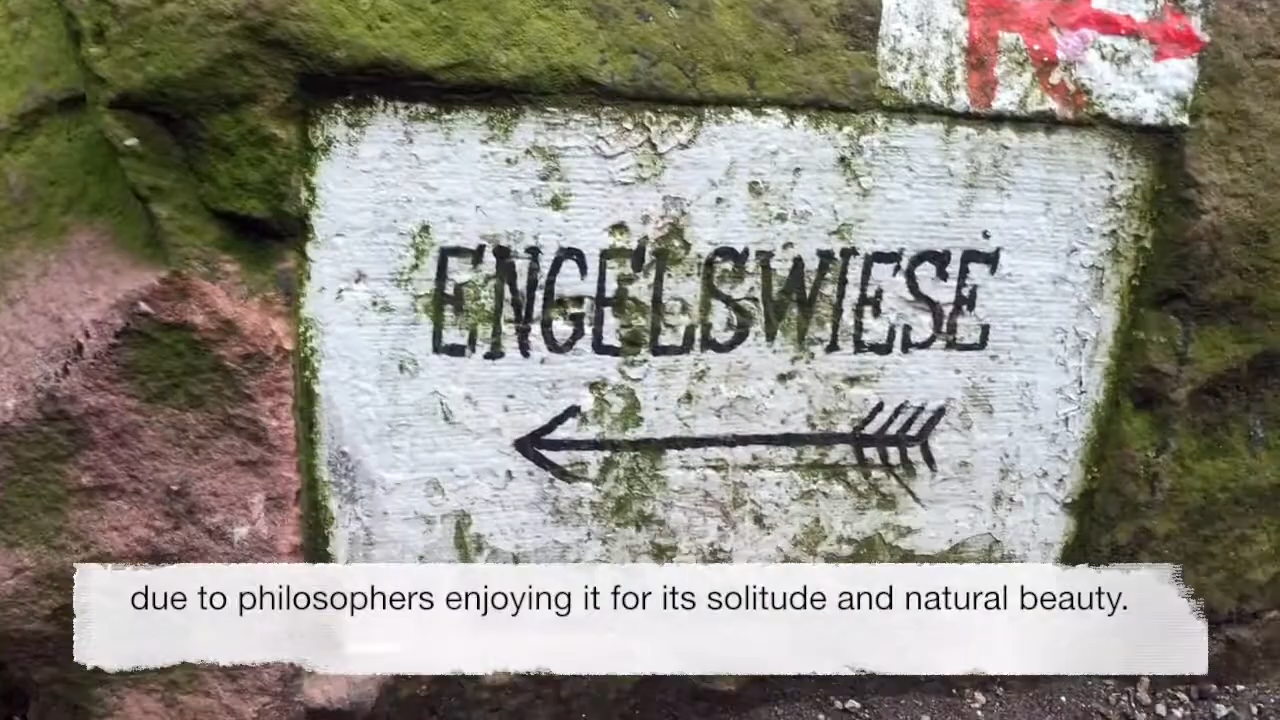 R
ENGELSWIESE
due to philosophers enjoying it for its solitude and natural beauty.